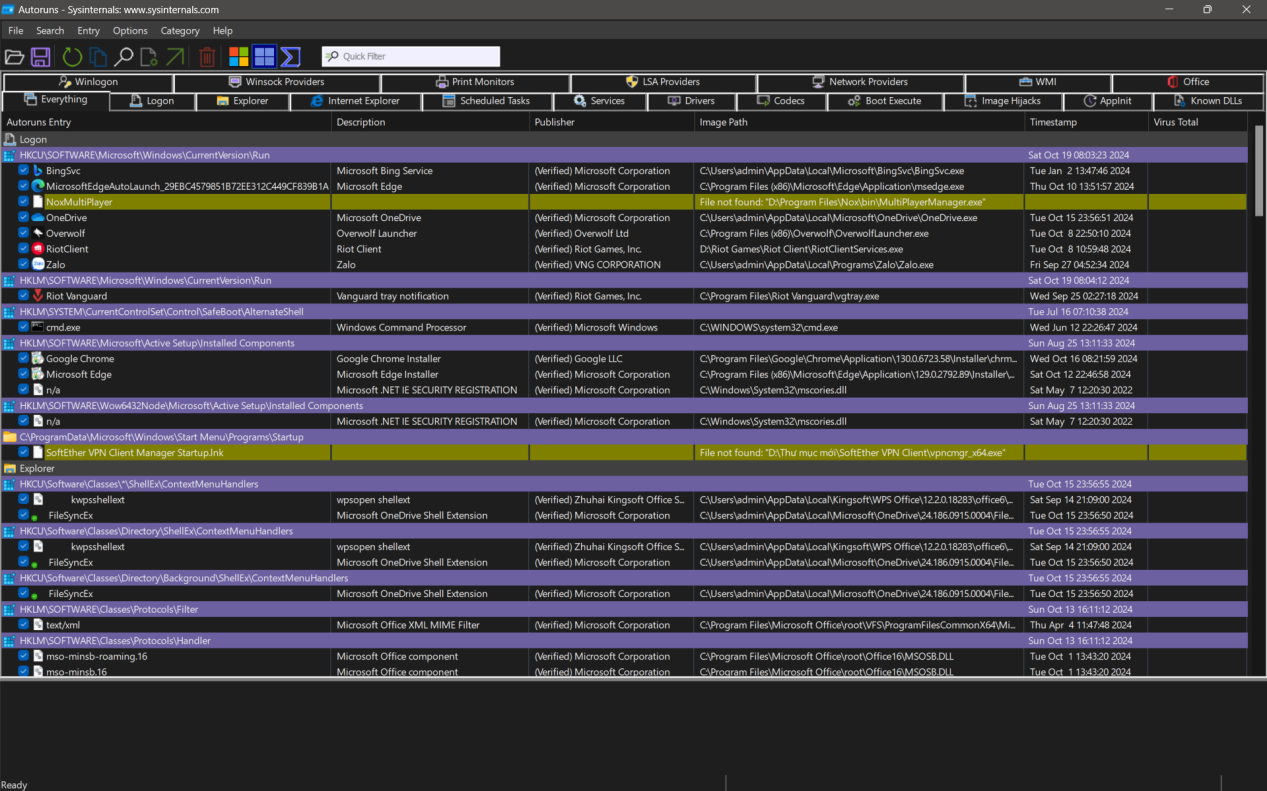 Autoruns - Sysinternals: www.sysinternals.com
File Search Entry Options Category Help
Quick Filter
Winlogon Winsock Providers Print Monitors LSA Providers Network Providers WMI Office
Everything Logon Explorer Internet Explorer Scheduled Tasks Services Drivers Codecs Boot Execute Image Hijacks AppInit Known DLLs
Autoruns Entry Description Publisher Image Path Timestamp Virus Total
Logon
HKCU\SOFTWARE\Microsoft\Windows\CurrentVersion\Run Sat Oct 19 08:03:23 2024
BingSvc Microsoft Bing Service (Verified) Microsoft Corporation C:\Users\admin\AppData\Local\Microsoft\BingSvc\BingSvc.exe Tue Jan 2 13:47:46 2024
MicrosoftEdgeAutoLaunch_29EBC4579851B72EE312C449CF839B1A Microsoft Edge (Verified) Microsoft Corporation C:\Program Files (x86)\Microsoft\Edge\Application\msedge.exe Thu Oct 10 13:51:57 2024
NoxMultiPlayer File not found: "D:\Program Files\Nox\bin\MultiPlayerManager.exe"
OneDrive Microsoft OneDrive (Verified) Microsoft Corporation C:\Users\admin\AppData\Local\Microsoft\OneDrive\OneDrive.exe Tue Oct 15 23:56:51 2024
Overwolf Overwolf Launcher (Verified) Overwolf Ltd C:\Program Files (x86)\Overwolf\OverwolfLauncher.exe Tue Oct 8 22:50:10 2024
RiotClient Riot Client (Verified) Riot Games, Inc. D:\Riot Games\Riot Client\RiotClientServices.exe Tue Oct 8 10:59:48 2024
Zalo Zalo (Verified) VNG CORPORATION C:\Users\admin\AppData\Local\Programs\Zalo\Zalo.exe Fri Sep 27 04:52:34 2024
HKLM\SOFTWARE\Microsoft\Windows\CurrentVersion\Run Sat Oct 19 08:04:12 2024
Riot Vanguard Vanguard tray notification (Verified) Riot Games, Inc. C:\Program Files\Riot Vanguard\vgtray.exe Wed Sep 25 02:27:18 2024
HKLM\SYSTEM\CurrentControlSet\Control\SafeBoot\AlternateShell Tue Jul 16 07:10:38 2024
cmd.exe Windows Command Processor (Verified) Microsoft Windows C:\WINDOWS\system32\cmd.exe Wed Jun 12 22:26:47 2024
HKLM\SOFTWARE\Microsoft\Active Setup\Installed Components Sun Aug 25 13:11:33 2024
Google Chrome Google Chrome Installer (Verified) Google LLC C:\Program Files\Google\Chrome\Application\130.0.6723.58\Installer\chrm... Wed Oct 16 08:21:59 2024
Microsoft Edge Microsoft Edge Installer (Verified) Microsoft Corporation C:\Program Files (x86)\Microsoft\Edge\Application\129.0.2792.89\Installer\... Sat Oct 12 22:46:58 2024
n/a Microsoft .NET IE SECURITY REGISTRATION (Verified) Microsoft Corporation C:\Windows\System32\mscories.dll Sat May 7 12:20:30 2022
HKLM\SOFTWARE\Wow6432Node\Microsoft\Active Setup\Installed Components Sun Aug 25 13:11:33 2024
n/a Microsoft .NET IE SECURITY REGISTRATION (Verified) Microsoft Corporation C:\Windows\System32\mscories.dll Sat May 7 12:20:30 2022
C:\ProgramData\Microsoft\Windows\Start Menu\Programs\Startup
SoftEther VPN Client Manager Startup.lnk File not found: "D:\Thư mục mới\SoftEther VPN Client\vpncmgr_x64.exe"
Explorer
HKCU\Software\Classes\*\ShellEx\ContextMenuHandlers Tue Oct 15 23:56:55 2024
kwpsshellext wpsopen shellext (Verified) Zhuhai Kingsoft Office S... C:\Users\admin\AppData\Local\Kingsoft\WPS Office\12.2.0.18283\office6\... Sat Sep 14 21:09:00 2024
FileSyncEx Microsoft OneDrive Shell Extension (Verified) Microsoft Corporation C:\Users\admin\AppData\Local\Microsoft\OneDrive\24.186.0915.0004\File... Tue Oct 15 23:56:50 2024
HKCU\Software\Classes\Directory\ShellEx\ContextMenuHandlers Tue Oct 15 23:56:55 2024
kwpsshellext wpsopen shellext (Verified) Zhuhai Kingsoft Office S... C:\Users\admin\AppData\Local\Kingsoft\WPS Office\12.2.0.18283\office6\... Sat Sep 14 21:09:00 2024
FileSyncEx Microsoft OneDrive Shell Extension (Verified) Microsoft Corporation C:\Users\admin\AppData\Local\Microsoft\OneDrive\24.186.0915.0004\File... Tue Oct 15 23:56:50 2024
HKCU\Software\Classes\Directory\Background\ShellEx\ContextMenuHandlers Tue Oct 15 23:56:55 2024
FileSyncEx Microsoft OneDrive Shell Extension (Verified) Microsoft Corporation C:\Users\admin\AppData\Local\Microsoft\OneDrive\24.186.0915.0004\File... Tue Oct 15 23:56:50 2024
HKLM\SOFTWARE\Classes\Protocols\Filter Sun Oct 13 16:11:12 2024
text/xml Microsoft Office XML MIME Filter (Verified) Microsoft Corporation C:\Program Files\Microsoft Office\root\VFS\ProgramFilesCommonX64\Mi... Thu Apr 4 11:47:48 2024
HKLM\SOFTWARE\Classes\Protocols\Handler Sun Oct 13 16:11:12 2024
mso-minsb-roaming.16 Microsoft Office component (Verified) Microsoft Corporation C:\Program Files\Microsoft Office\root\Office16\MSOSB.DLL Tue Oct 1 13:43:20 2024
mso-minsb.16 Microsoft Office component (Verified) Microsoft Corporation C:\Program Files\Microsoft Office\root\Office16\MSOSB.DLL Tue Oct 1 13:43:20 2024
Ready